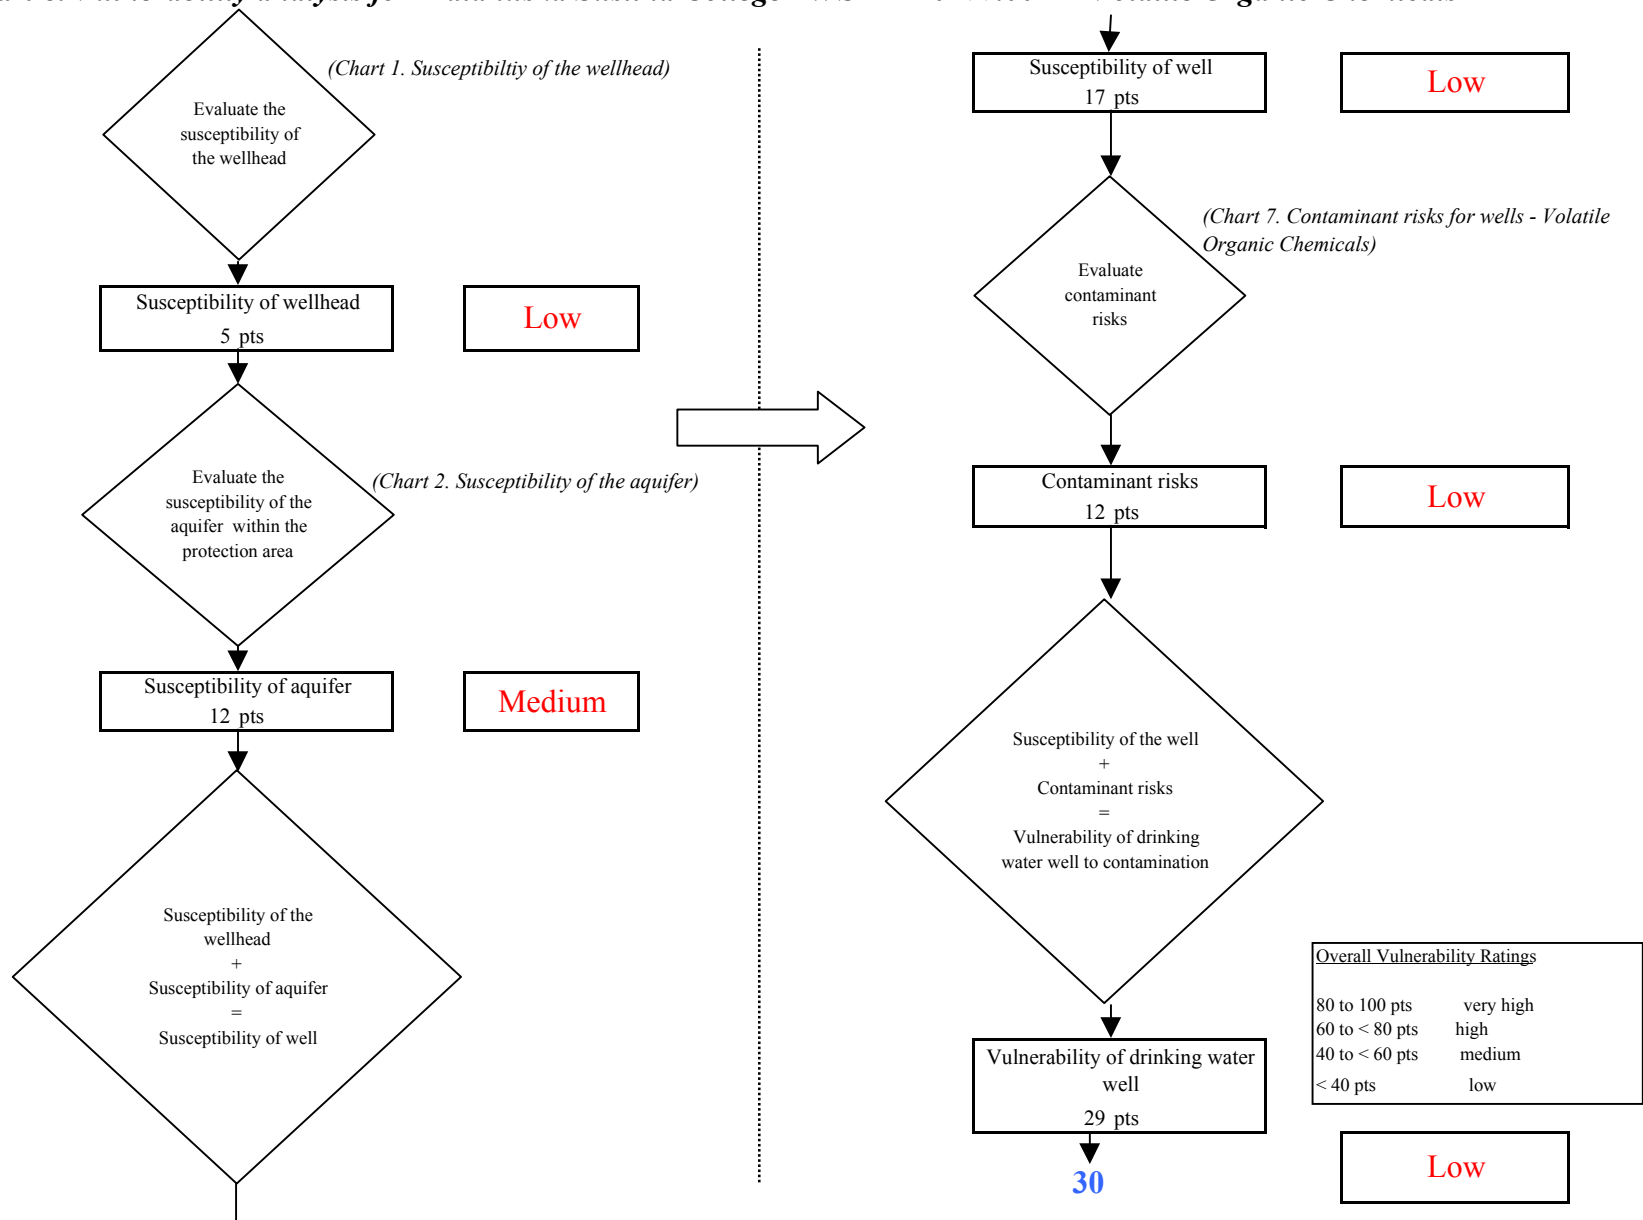 (Chart 1. Susceptibiltiy of the wellhead)
Evaluate the
susceptibility of
the wellhead
Susceptibility of wellhead
5 pts
Low
Evaluate the
susceptibility of the
aquifer within the
protection area
(Chart 2. Susceptibility of the aquifer)
Susceptibility of aquifer
12 pts
Medium
Susceptibility of the
wellhead
+
Susceptibility of aquifer
=
Susceptibility of well
Susceptibility of well
17 pts
Low
(Chart 7. Contaminant risks for wells - Volatile
Organic Chemicals)
Evaluate
contaminant
risks
Contaminant risks
12 pts
Low
Susceptibility of the well
+
Contaminant risks
=
Vulnerability of drinking
water well to contamination
Overall Vulnerability Ratings
80 to 100 pts very high
60 to < 80 pts high
40 to < 60 pts medium
< 40 pts low
Vulnerability of drinking water
well
29 pts
30
Low